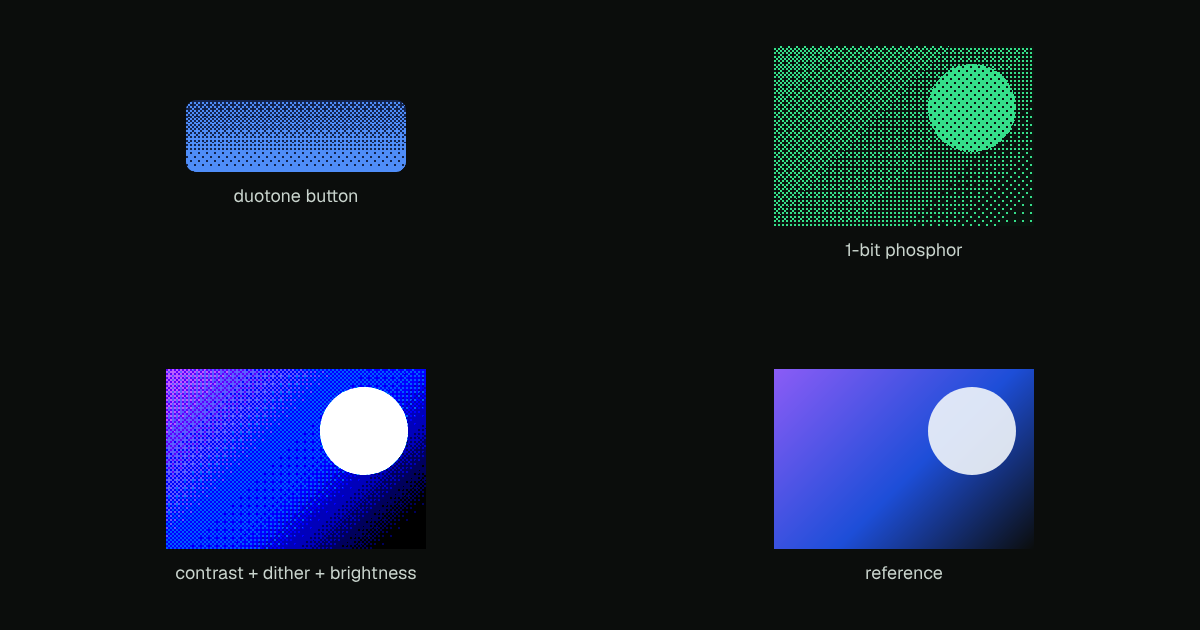 duotone button
1-bit phosphor
contrast + dither + brightness
reference